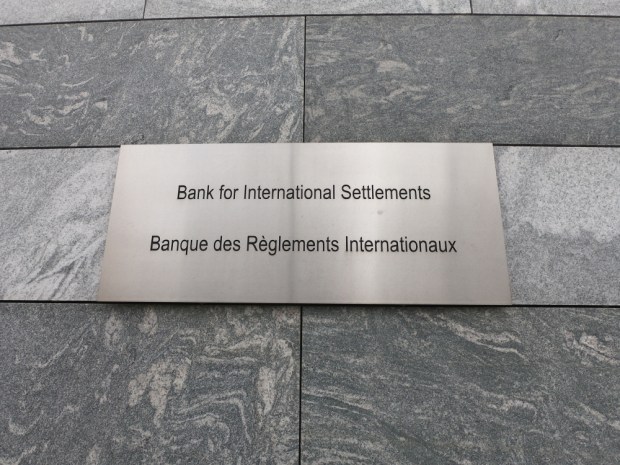 Bank for International Settlements
Banque des Règlements Internationaux